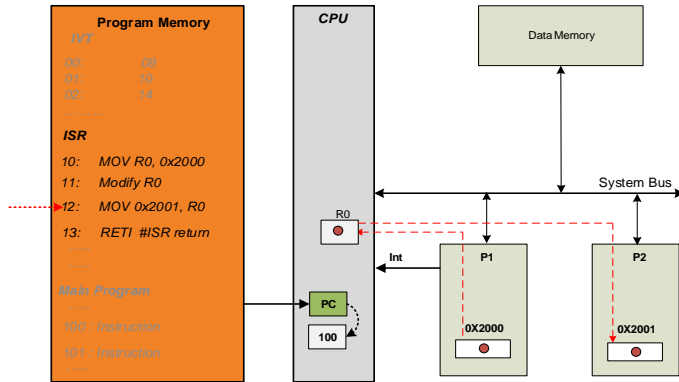 Program Memory
IVT
00: 08
01: 10
02: 14
..........
ISR
10: MOV R0, 0x2000
11: Modify R0
12: MOV 0x2001, R0
13: RETI #ISR return
......
......
Main Program
......
100 : Instruction
101 : Instruction
CPU
R0
PC
100
Int
Data Memory
System Bus
P1
0X2000
P2
0X2001